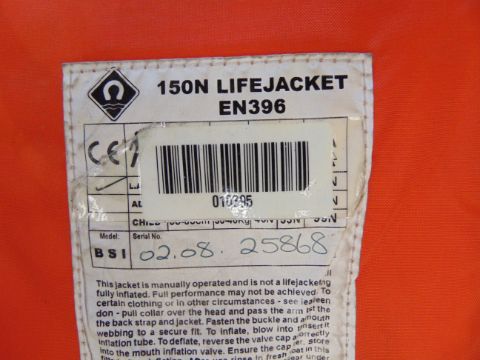 150N LIFEJACKET
EN396
CE
010395
CHILD
Model:
Serial No.
BSI
02.08. 25868
This jacket is manually operated and is not a lifejacket
fully inflated. Full performance may not be achieved. To
certain clothing or in other circumstances - see
don - pull collar over the head and pass the arm
the back strap and jacket. Fasten the buckle and
webbing to a secure fit. To inflate, blow into
inflation tube. To deflate, reverse the valve cap
into the mouth inflation valve. Ensure the